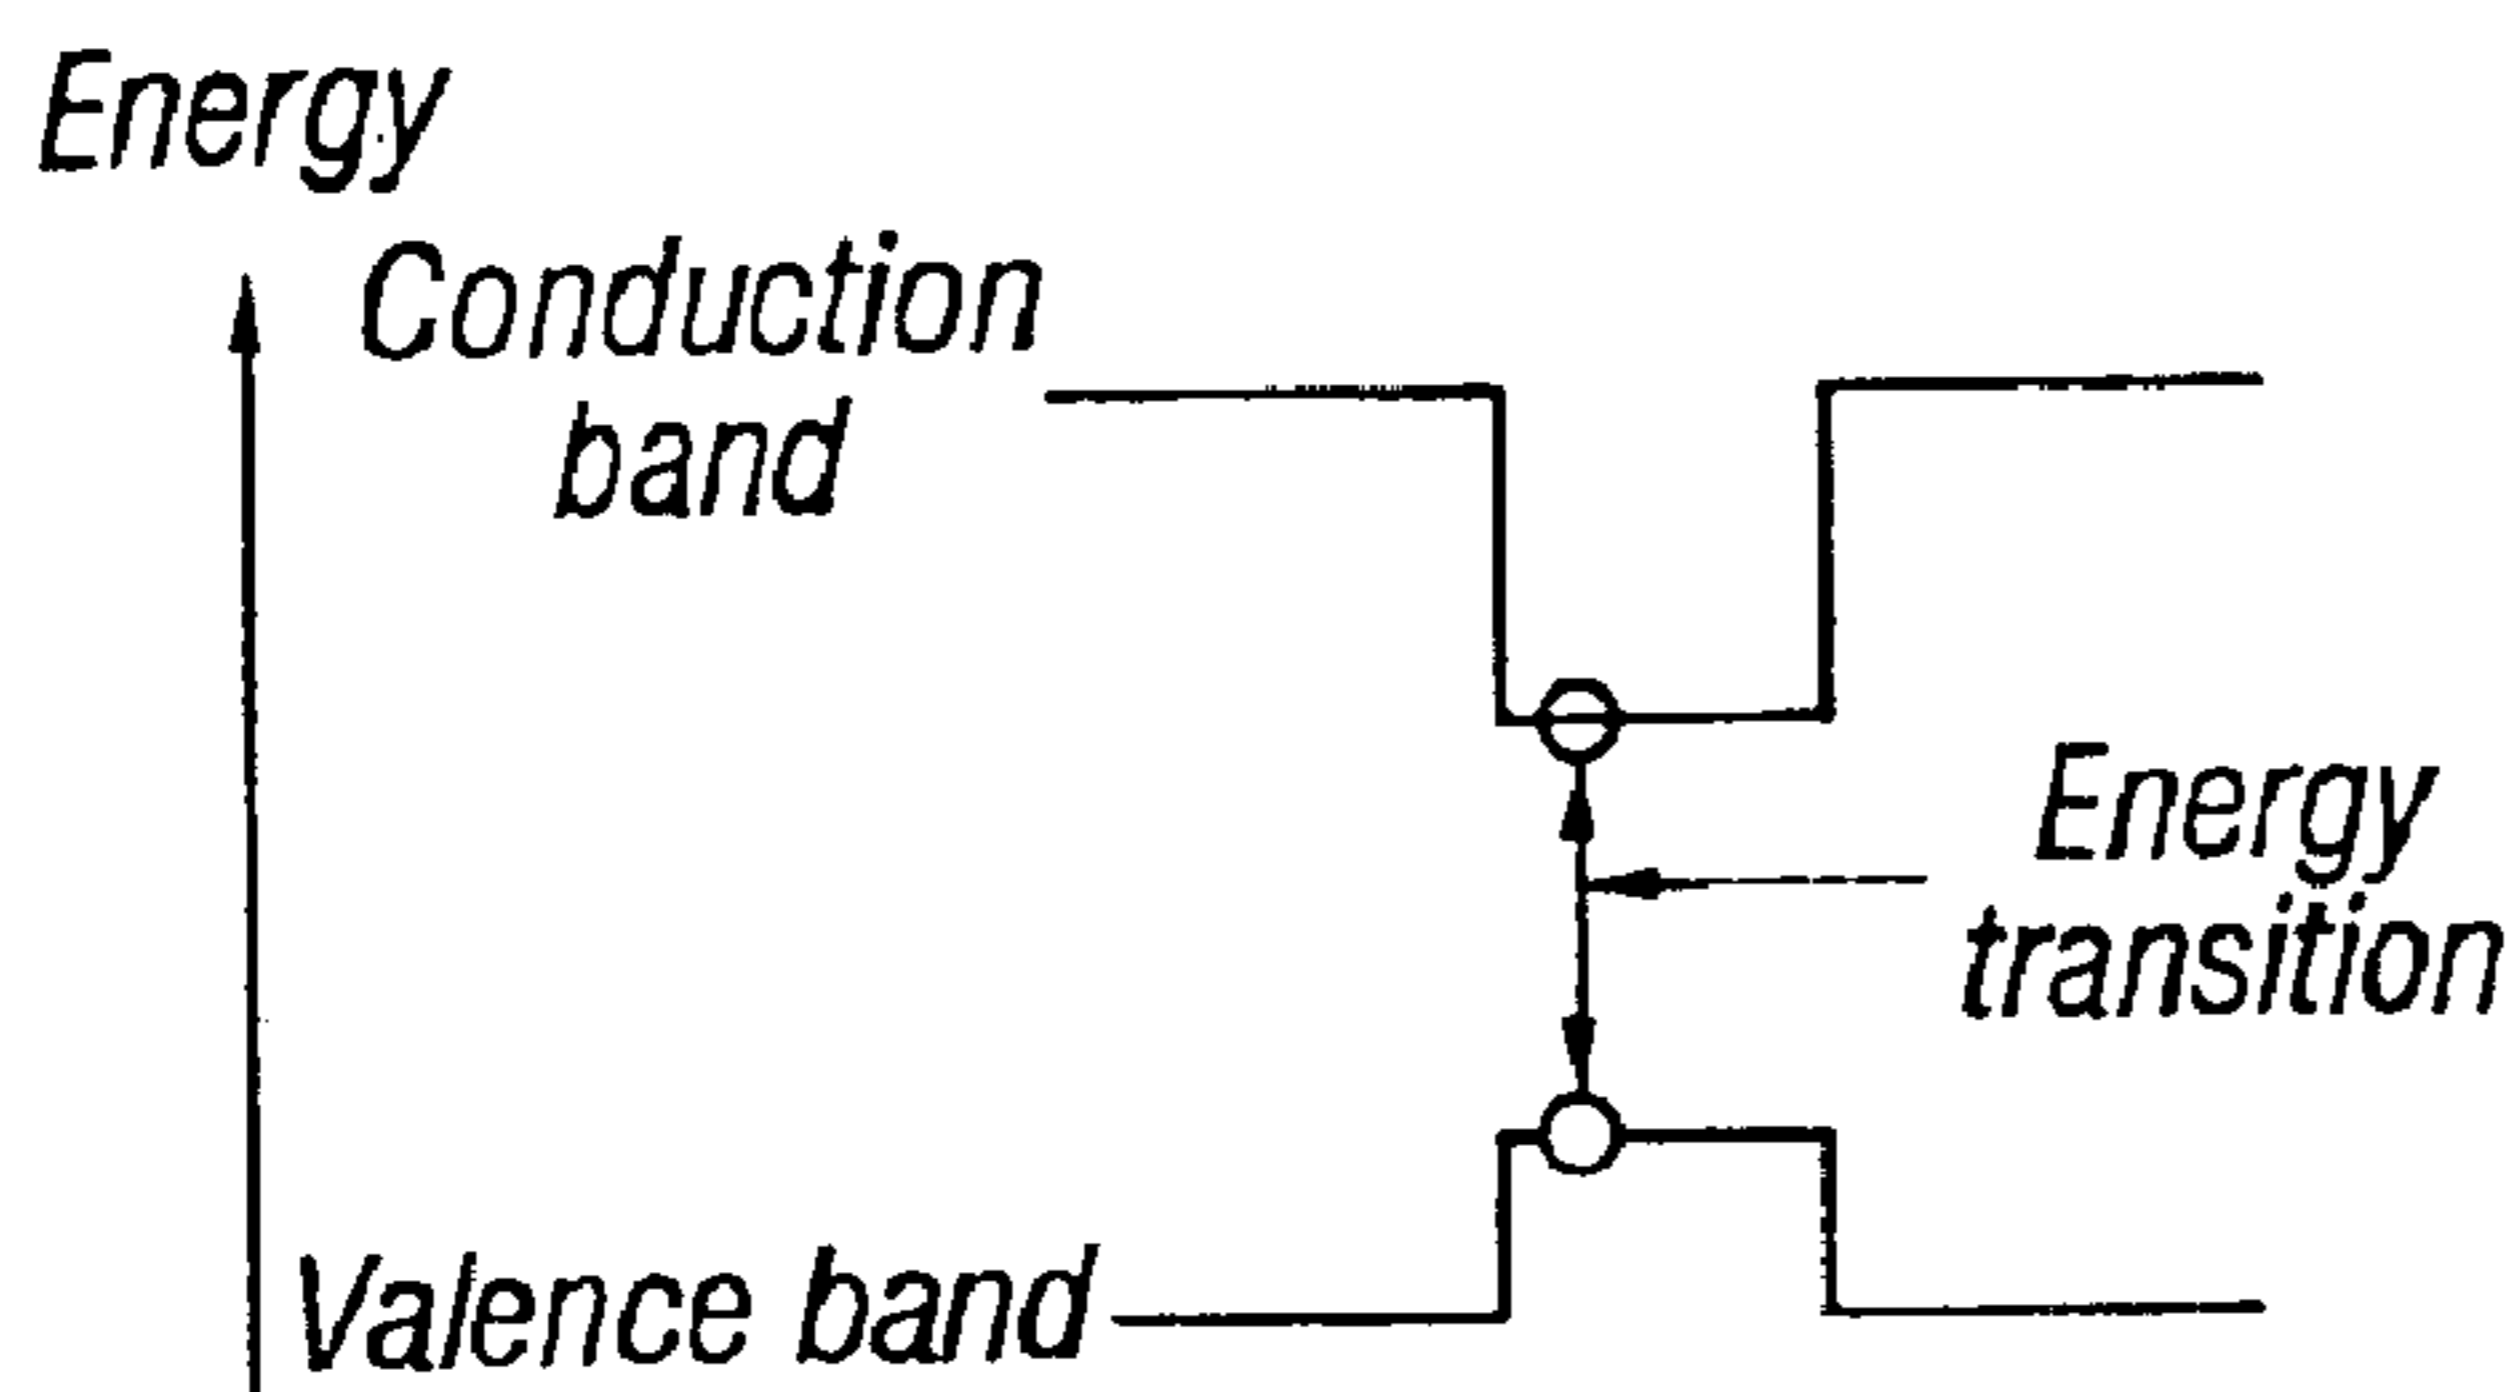 Energy
Conduction
band
Energy
transition
Valence band